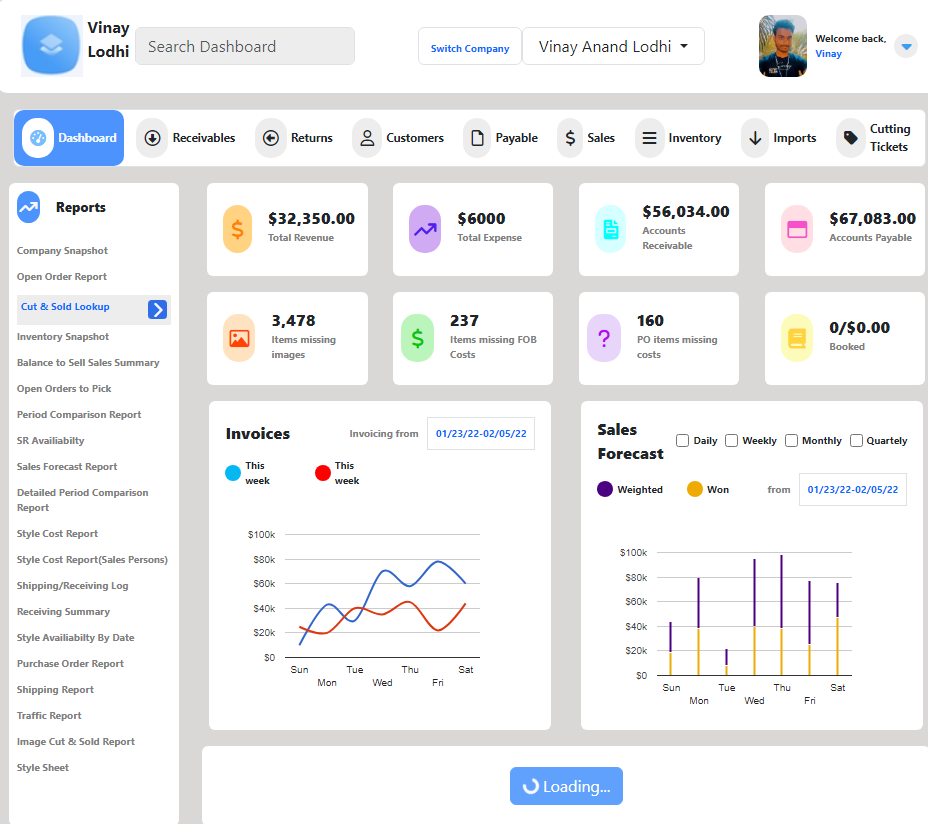 Vinay
Lodhi
Search Dashboard
Switch Company
Vinay Anand Lodhi
Welcome back,
Vinay
Dashboard
Receivables
Returns
Customers
Payable
Sales
Inventory
Imports
Cutting
Tickets
Reports
Company Snapshot
Open Order Report
Cut & Sold Lookup
Inventory Snapshot
Balance to Sell Sales Summary
Open Orders to Pick
Period Comparison Report
SR Availiabilty
Sales Forecast Report
Detailed Period Comparison
Report
Style Cost Report
Style Cost Report(Sales Persons)
Shipping/Receiving Log
Receiving Summary
Style Availiabilty By Date
Purchase Order Report
Shipping Report
Traffic Report
Image Cut & Sold Report
Style Sheet
$32,350.00
Total Revenue
$6000
Total Expense
$56,034.00
Accounts
Receivable
$67,083.00
Accounts Payable
3,478
Items missing
images
237
Items missing FOB
Costs
160
PO items missing
costs
0/$0.00
Booked
Invoices
Invoicing from
01/23/22-02/05/22
This
week
This
week
$100k
$80k
$60k
$40k
$20k
$0
Sun
Mon
Tue
Wed
Thu
Fri
Sat
Sales
Forecast
Daily
Weekly
Monthly
Quartely
Weighted
Won
from
01/23/22-02/05/22
$100k
$80k
$60k
$40k
$20k
$0
Sun
Mon
Tue
Wed
Thu
Fri
Sat
Loading...